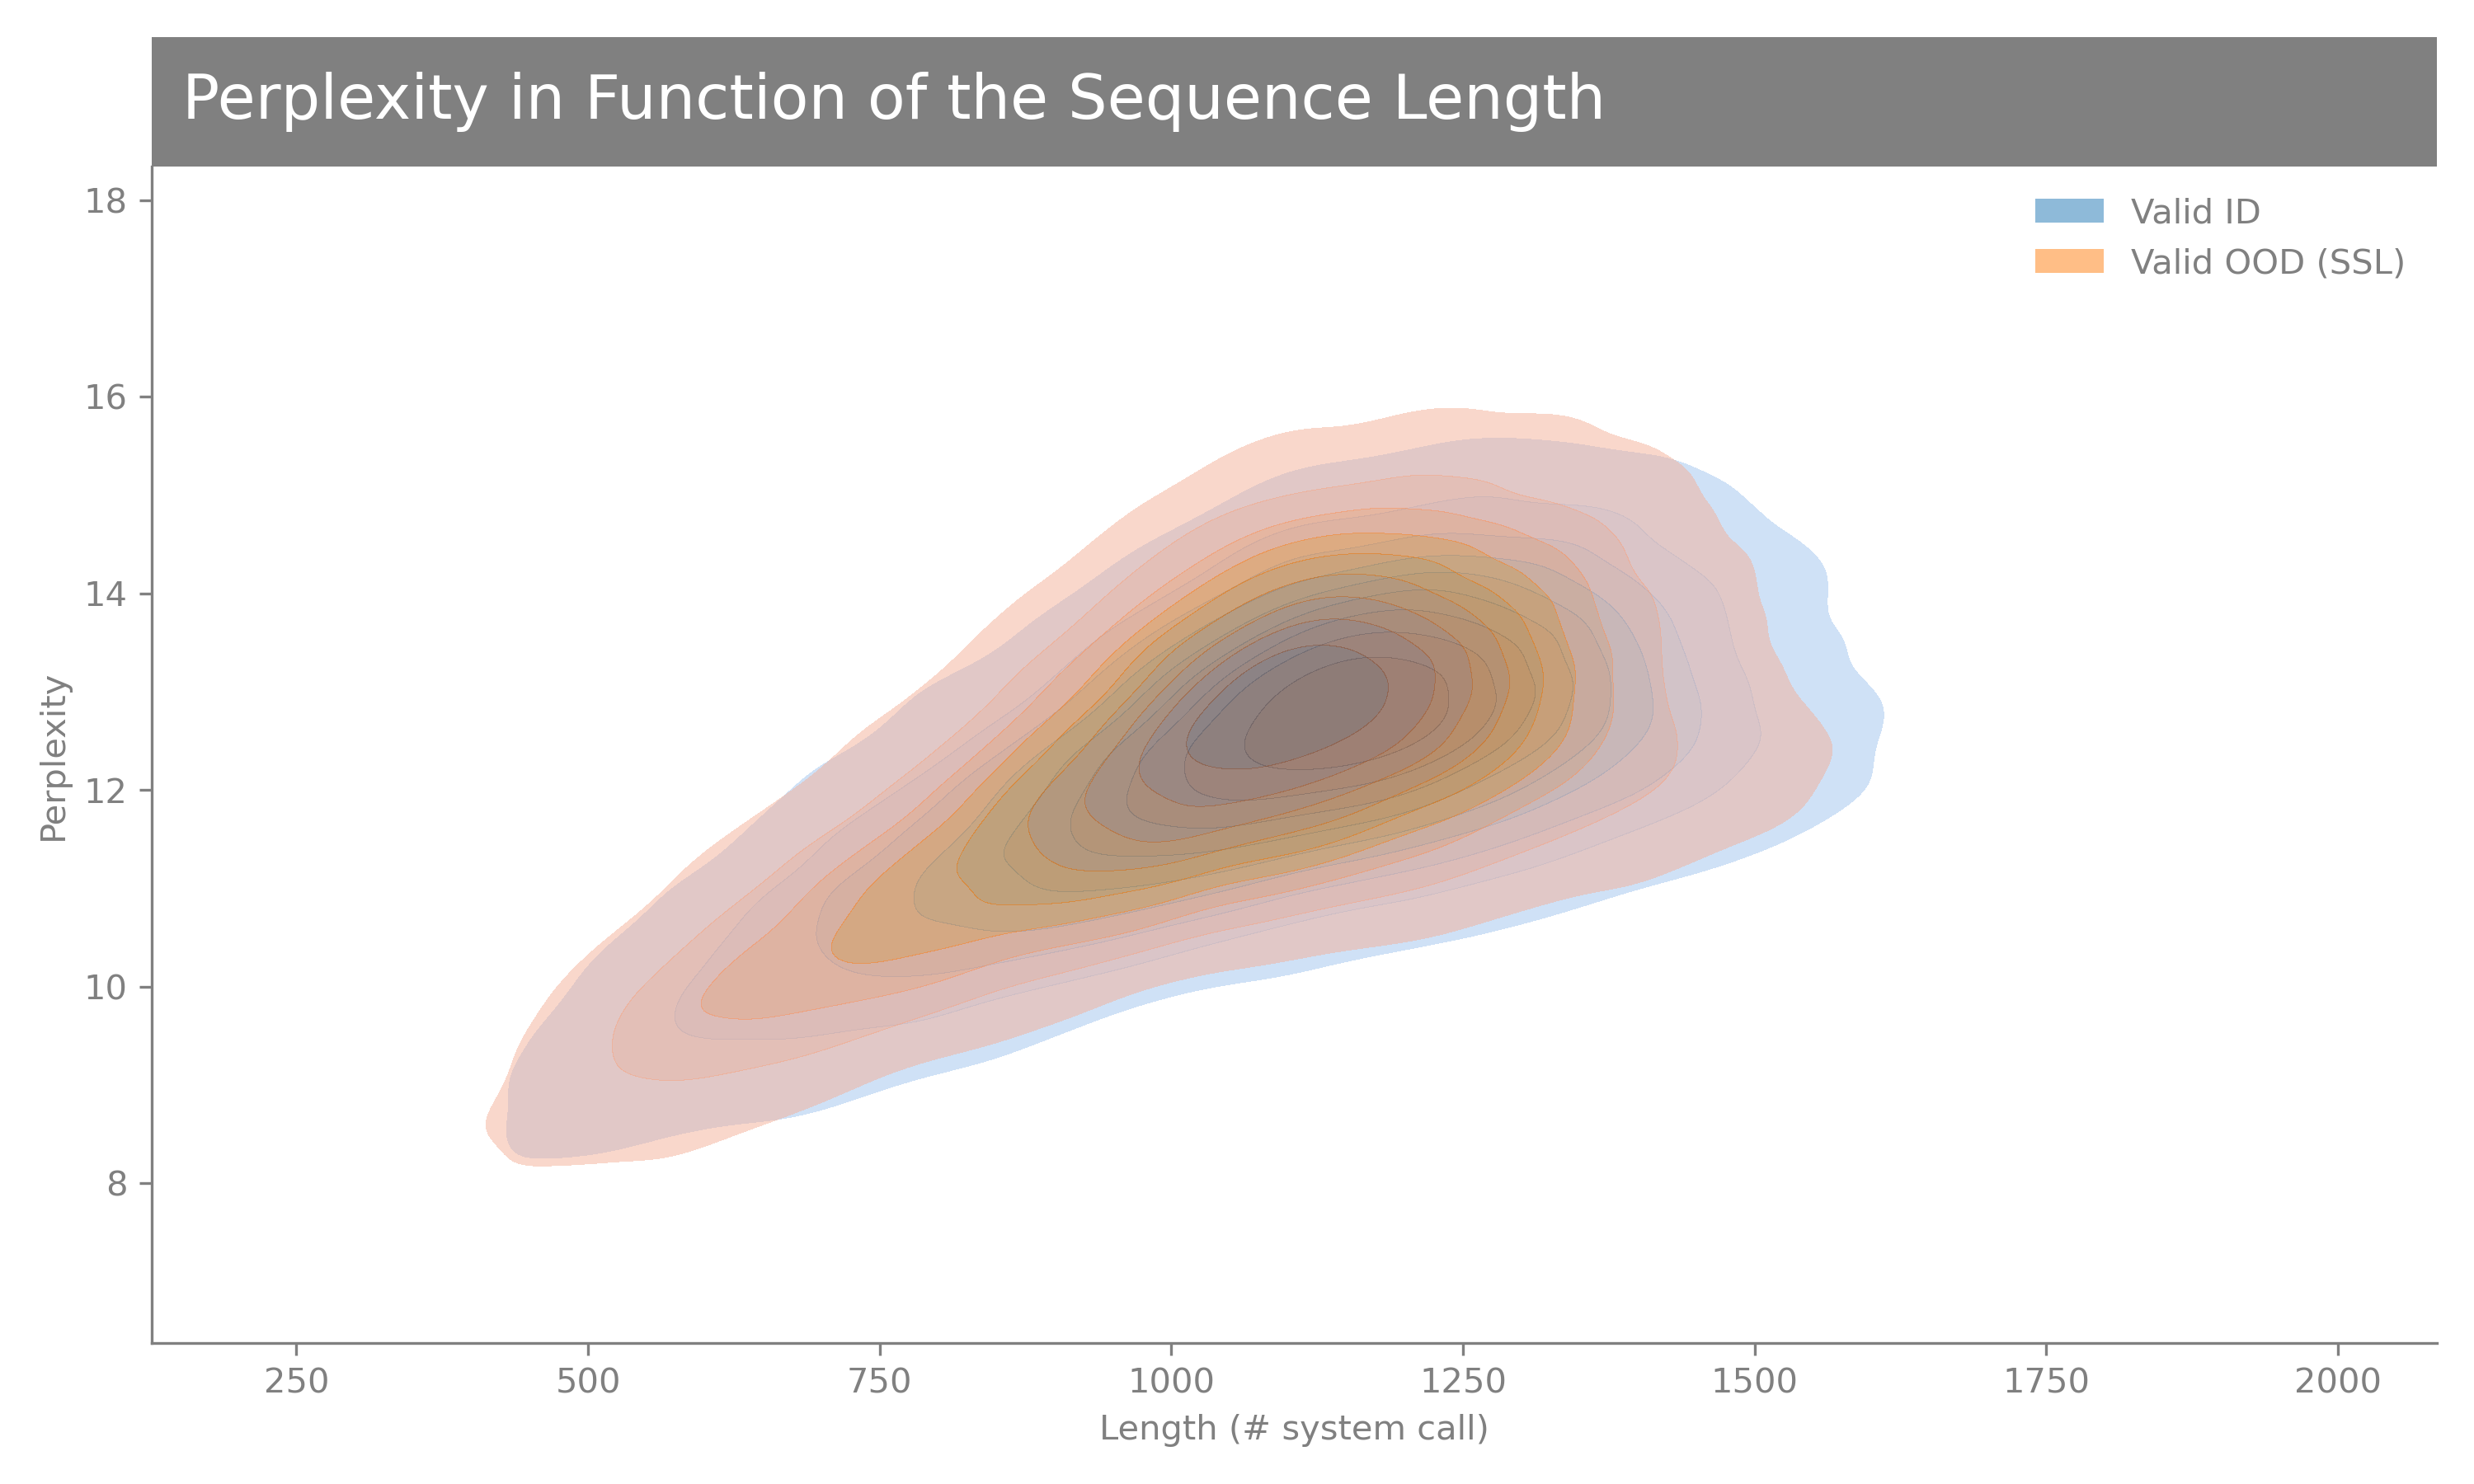 Perplexity in Function of the Sequence Length
Valid ID
Valid OOD (SSL)
18
16
14
12
10
8
Perplexity
250 500 750 1000 1250 1500 1750 2000
Length (# system call)